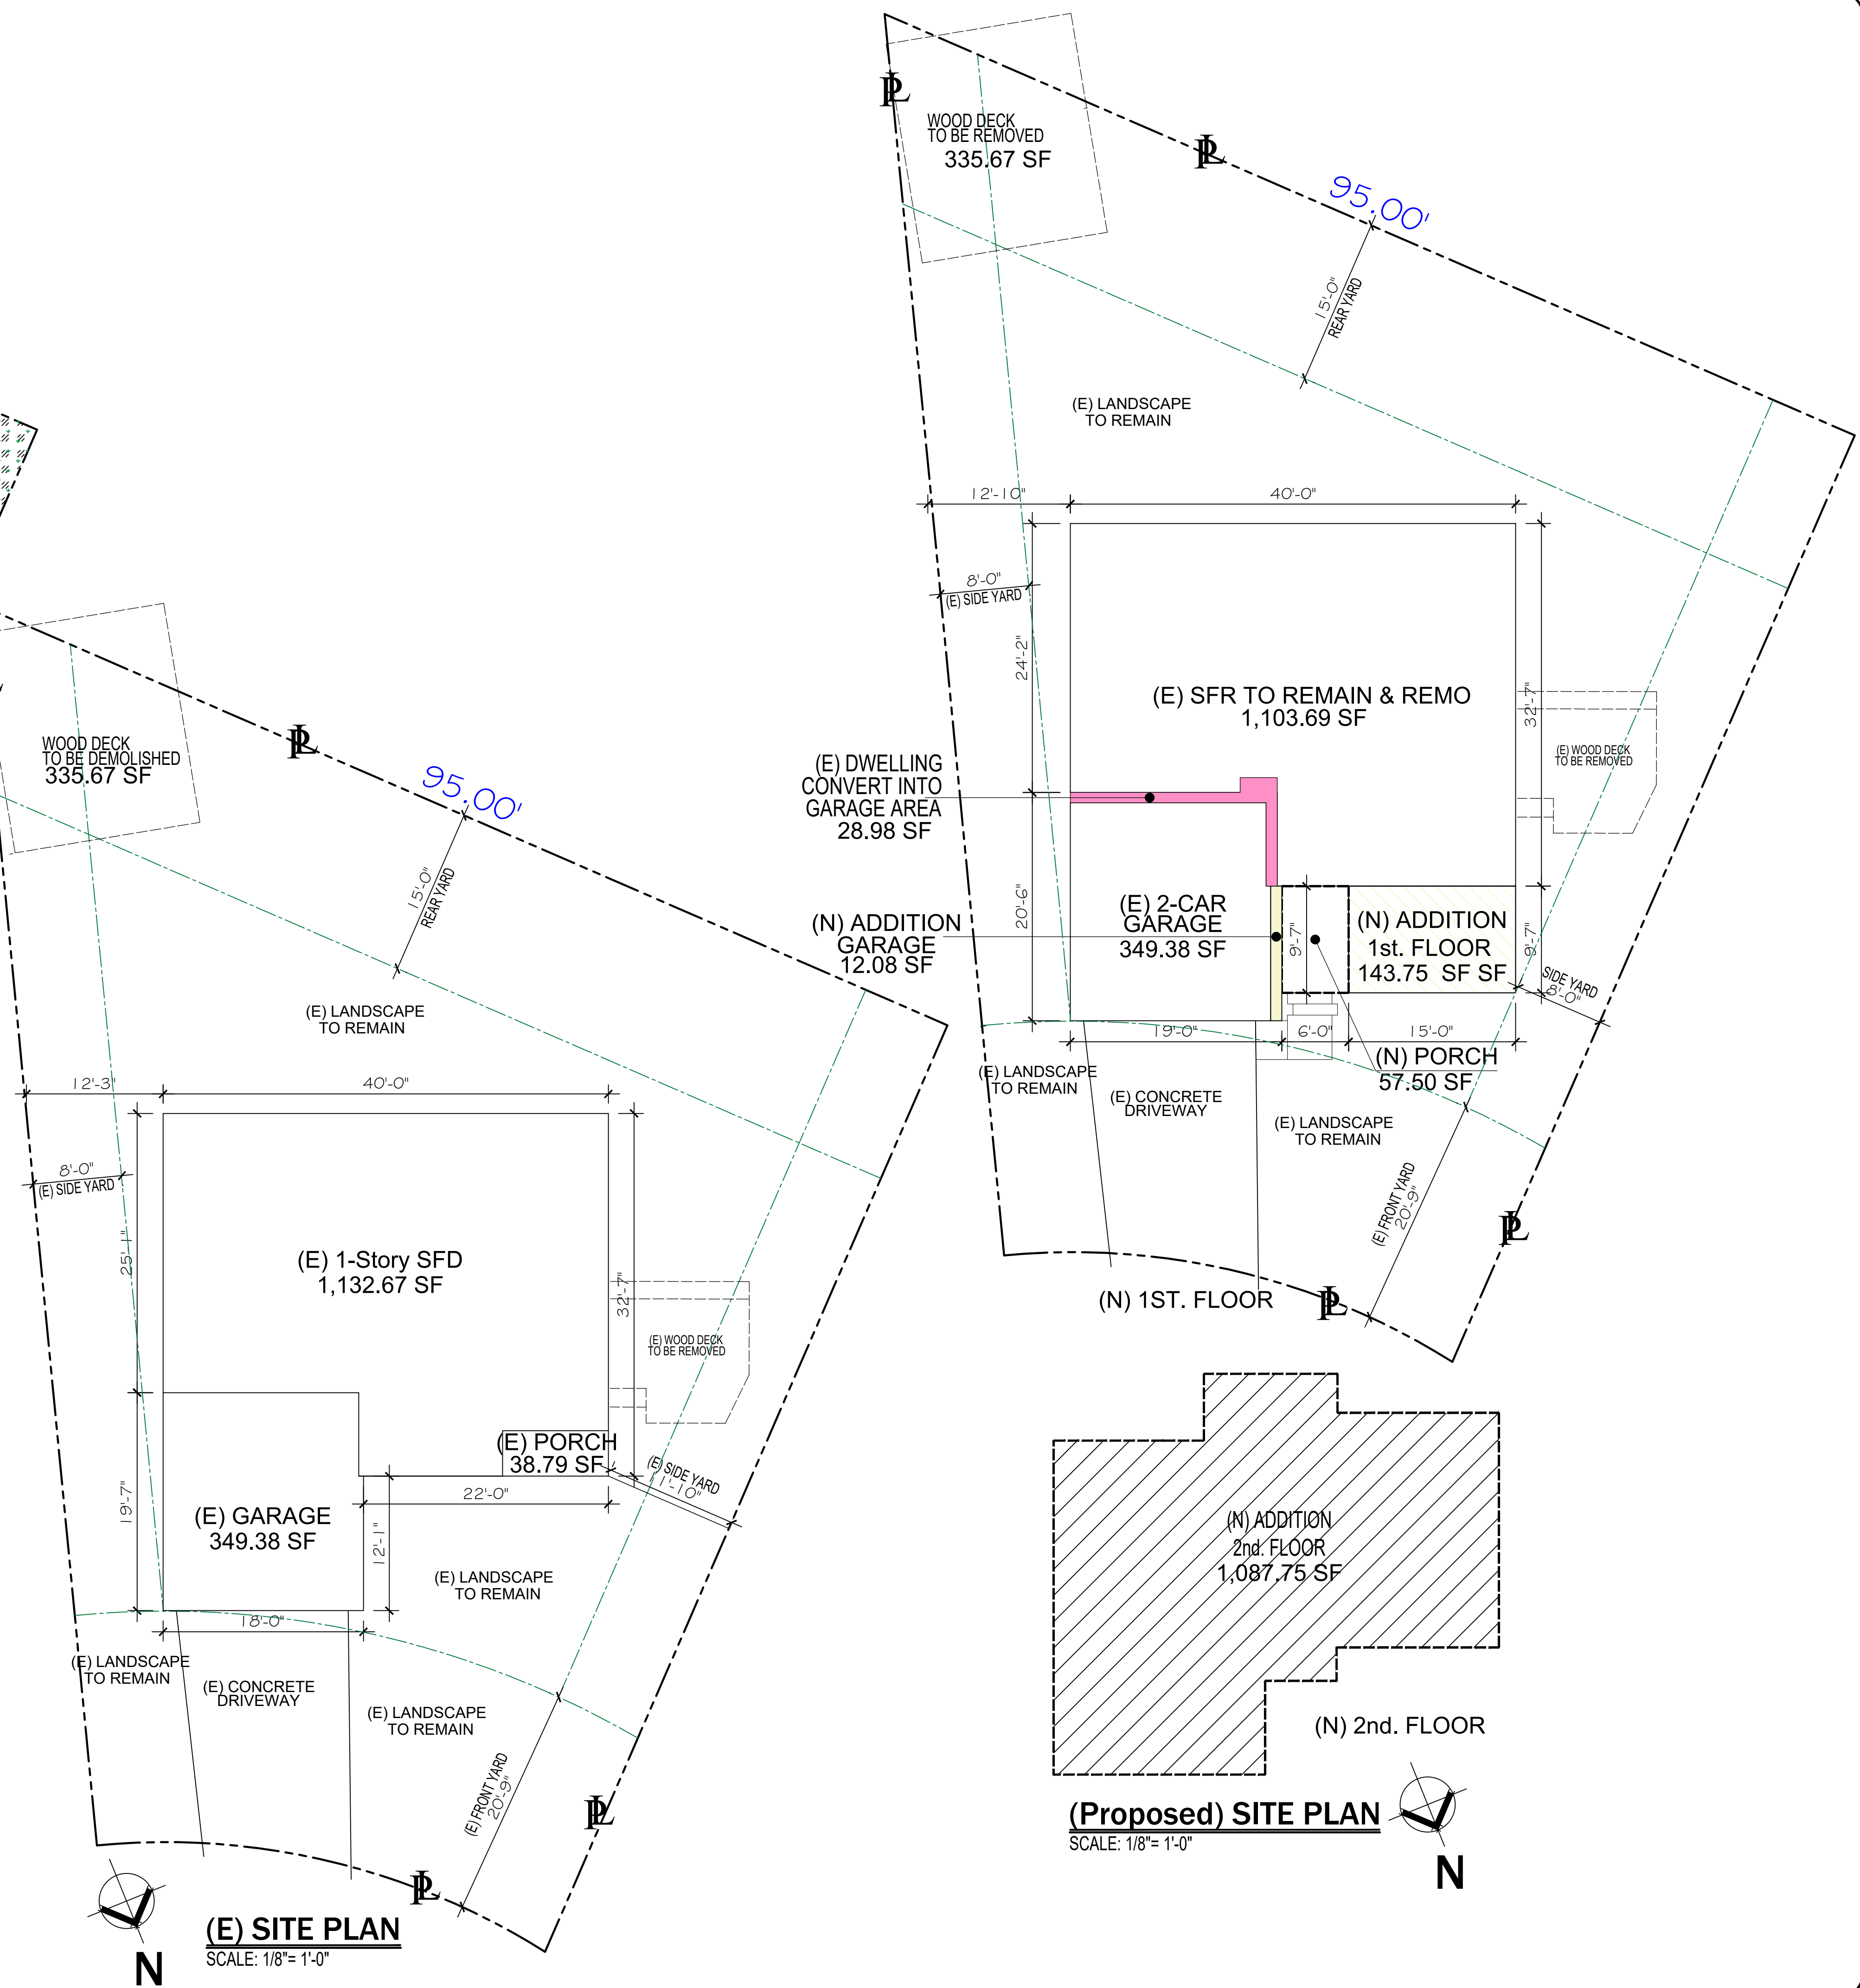 WOOD DECK
TO BE DEMOLISHED
335.67 SF
PL
95.00'
15'-0"
REAR YARD
(E) LANDSCAPE
TO REMAIN
12'-3"
40'-0"
8'-0"
(E) SIDE YARD
25'-1"
32'-7"
(E) 1-Story SFD
1,132.67 SF
(E) WOOD DECK
TO BE REMOVED
(E) PORCH
38.79 SF
(E) SIDE YARD
11'-10"
22'-0"
19'-7"
(E) GARAGE
349.38 SF
12'-1"
(E) LANDSCAPE
TO REMAIN
18'-0"
(E) LANDSCAPE
TO REMAIN
(E) CONCRETE
DRIVEWAY
(E) LANDSCAPE
TO REMAIN
(E) FRONT YARD
20'-9"
PL
PL
N
(E) SITE PLAN
SCALE: 1/8"= 1'-0"
PL
WOOD DECK
TO BE REMOVED
335.67 SF
PL
95.00'
15'-0"
REAR YARD
(E) LANDSCAPE
TO REMAIN
12'-10"
40'-0"
8'-0"
(E) SIDE YARD
24'-2"
32'-7"
(E) SFR TO REMAIN & REMO
1,103.69 SF
(E) WOOD DECK
TO BE REMOVED
(E) DWELLING
CONVERT INTO
GARAGE AREA
28.98 SF
20'-6"
(E) 2-CAR
GARAGE
349.38 SF
(N) ADDITION
GARAGE
12.08 SF
9'-7"
(N) ADDITION
1st. FLOOR
143.75 SF SF
9'-7"
SIDE YARD
8'-0"
19'-0"
6'-0"
15'-0"
(N) PORCH
57.50 SF
(E) LANDSCAPE
TO REMAIN
(E) CONCRETE
DRIVEWAY
(E) LANDSCAPE
TO REMAIN
(E) FRONT YARD
20'-9"
PL
PL
(N) 1ST. FLOOR
(N) ADDITION
2nd. FLOOR
1,087.75 SF
(N) 2nd. FLOOR
(Proposed) SITE PLAN
SCALE: 1/8"= 1'-0"
N